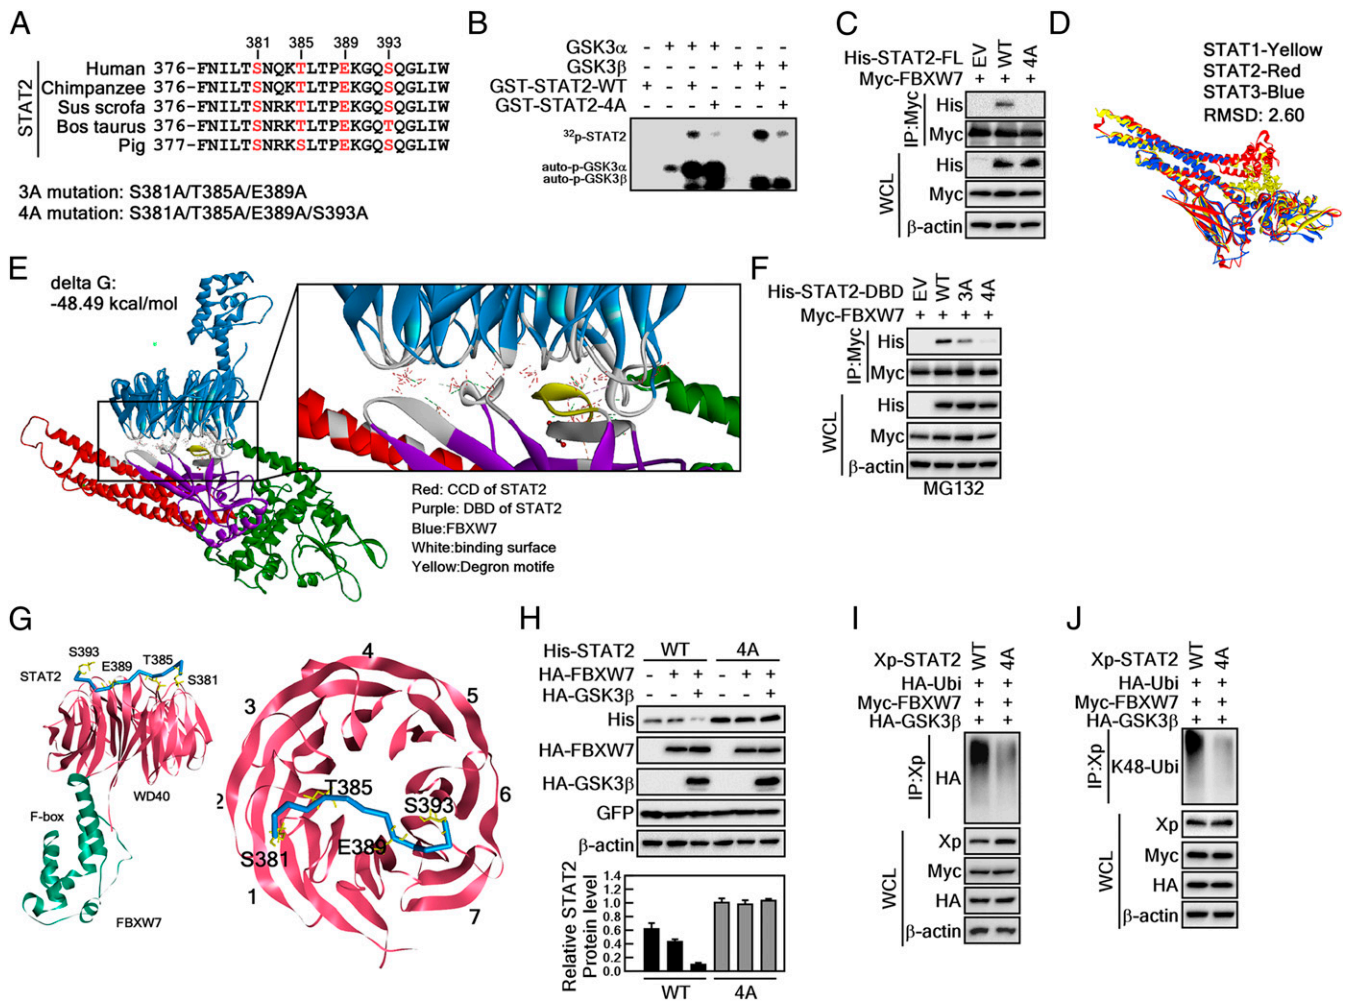 A
381 385 389 393
STAT2
Human 376-FNILTSNQKTLTPEKGQSQGLIW
Chimpanzee 376-FNILTSNQKTLTPEKGQSQGLIW
Sus scrofa 376-FNILTSNRKTLTPEKGQSQGLIW
Bos taurus 376-FNILTSNRKTLTPEKGQTQGLIW
Pig 377-FNILTSNRKSLTPEKGQSQGLIW
3A mutation: S381A/T385A/E389A
4A mutation: S381A/T385A/E389A/S393A
B
GSK3α - + + + - - -
GSK3β - - - - + + +
GST-STAT2-WT + - + - - + -
GST-STAT2-4A - - - + - - +
32p-STAT2
auto-p-GSK3α
auto-p-GSK3β
C
His-STAT2-FL EV WT 4A
Myc-FBXW7 + + +
IP:Myc
His
Myc
WCL
His
Myc
β-actin
D
STAT1-Yellow
STAT2-Red
STAT3-Blue
RMSD: 2.60
E
delta G:
-48.49 kcal/mol
Red: CCD of STAT2
Purple: DBD of STAT2
Blue:FBXW7
White:binding surface
Yellow:Degron motife
F
His-STAT2-DBD EV WT 3A 4A
Myc-FBXW7 + + + +
IP:Myc
His
Myc
WCL
His
Myc
β-actin
MG132
G
S393
STAT2 E389 T385
S381
WD40
F-box
FBXW7
4
5
3
2
T385
6
S393
S381
E389
1
7
H
His-STAT2 WT 4A
HA-FBXW7 - + + - + +
HA-GSK3β - - + - - +
His
HA-FBXW7
HA-GSK3β
GFP
β-actin
Relative STAT2
Protein level
1.4
1.2
1.0
0.8
0.6
0.4
0.2
0.0
WT 4A
I
Xp-STAT2 WT 4A
HA-Ubi + +
Myc-FBXW7 + +
HA-GSK3β + +
IP:Xp
HA
WCL
Xp
Myc
HA
β-actin
J
Xp-STAT2 WT 4A
HA-Ubi + +
Myc-FBXW7 + +
HA-GSK3β + +
IP:Xp
K48-Ubi
WCL
Xp
Myc
HA
β-actin